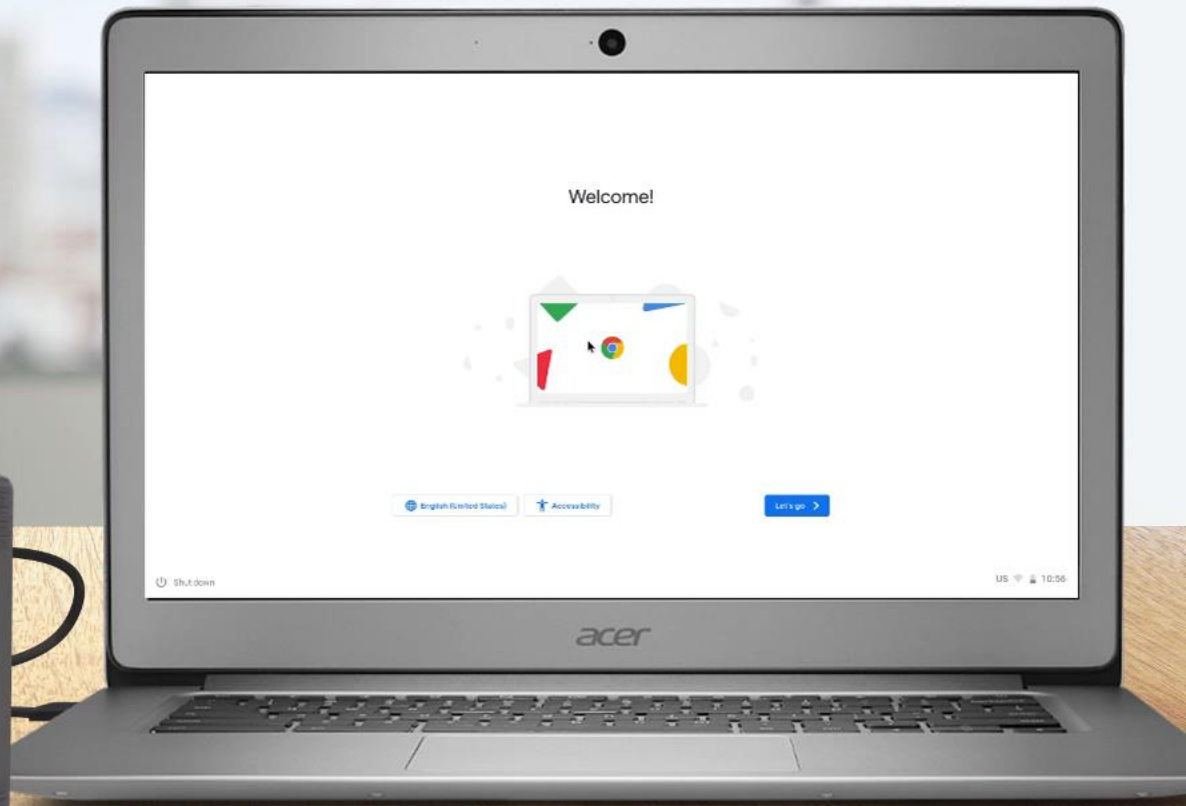 Welcome!
English (United States)
Accessibility
Let's go
Shut down
US 10:56
acer